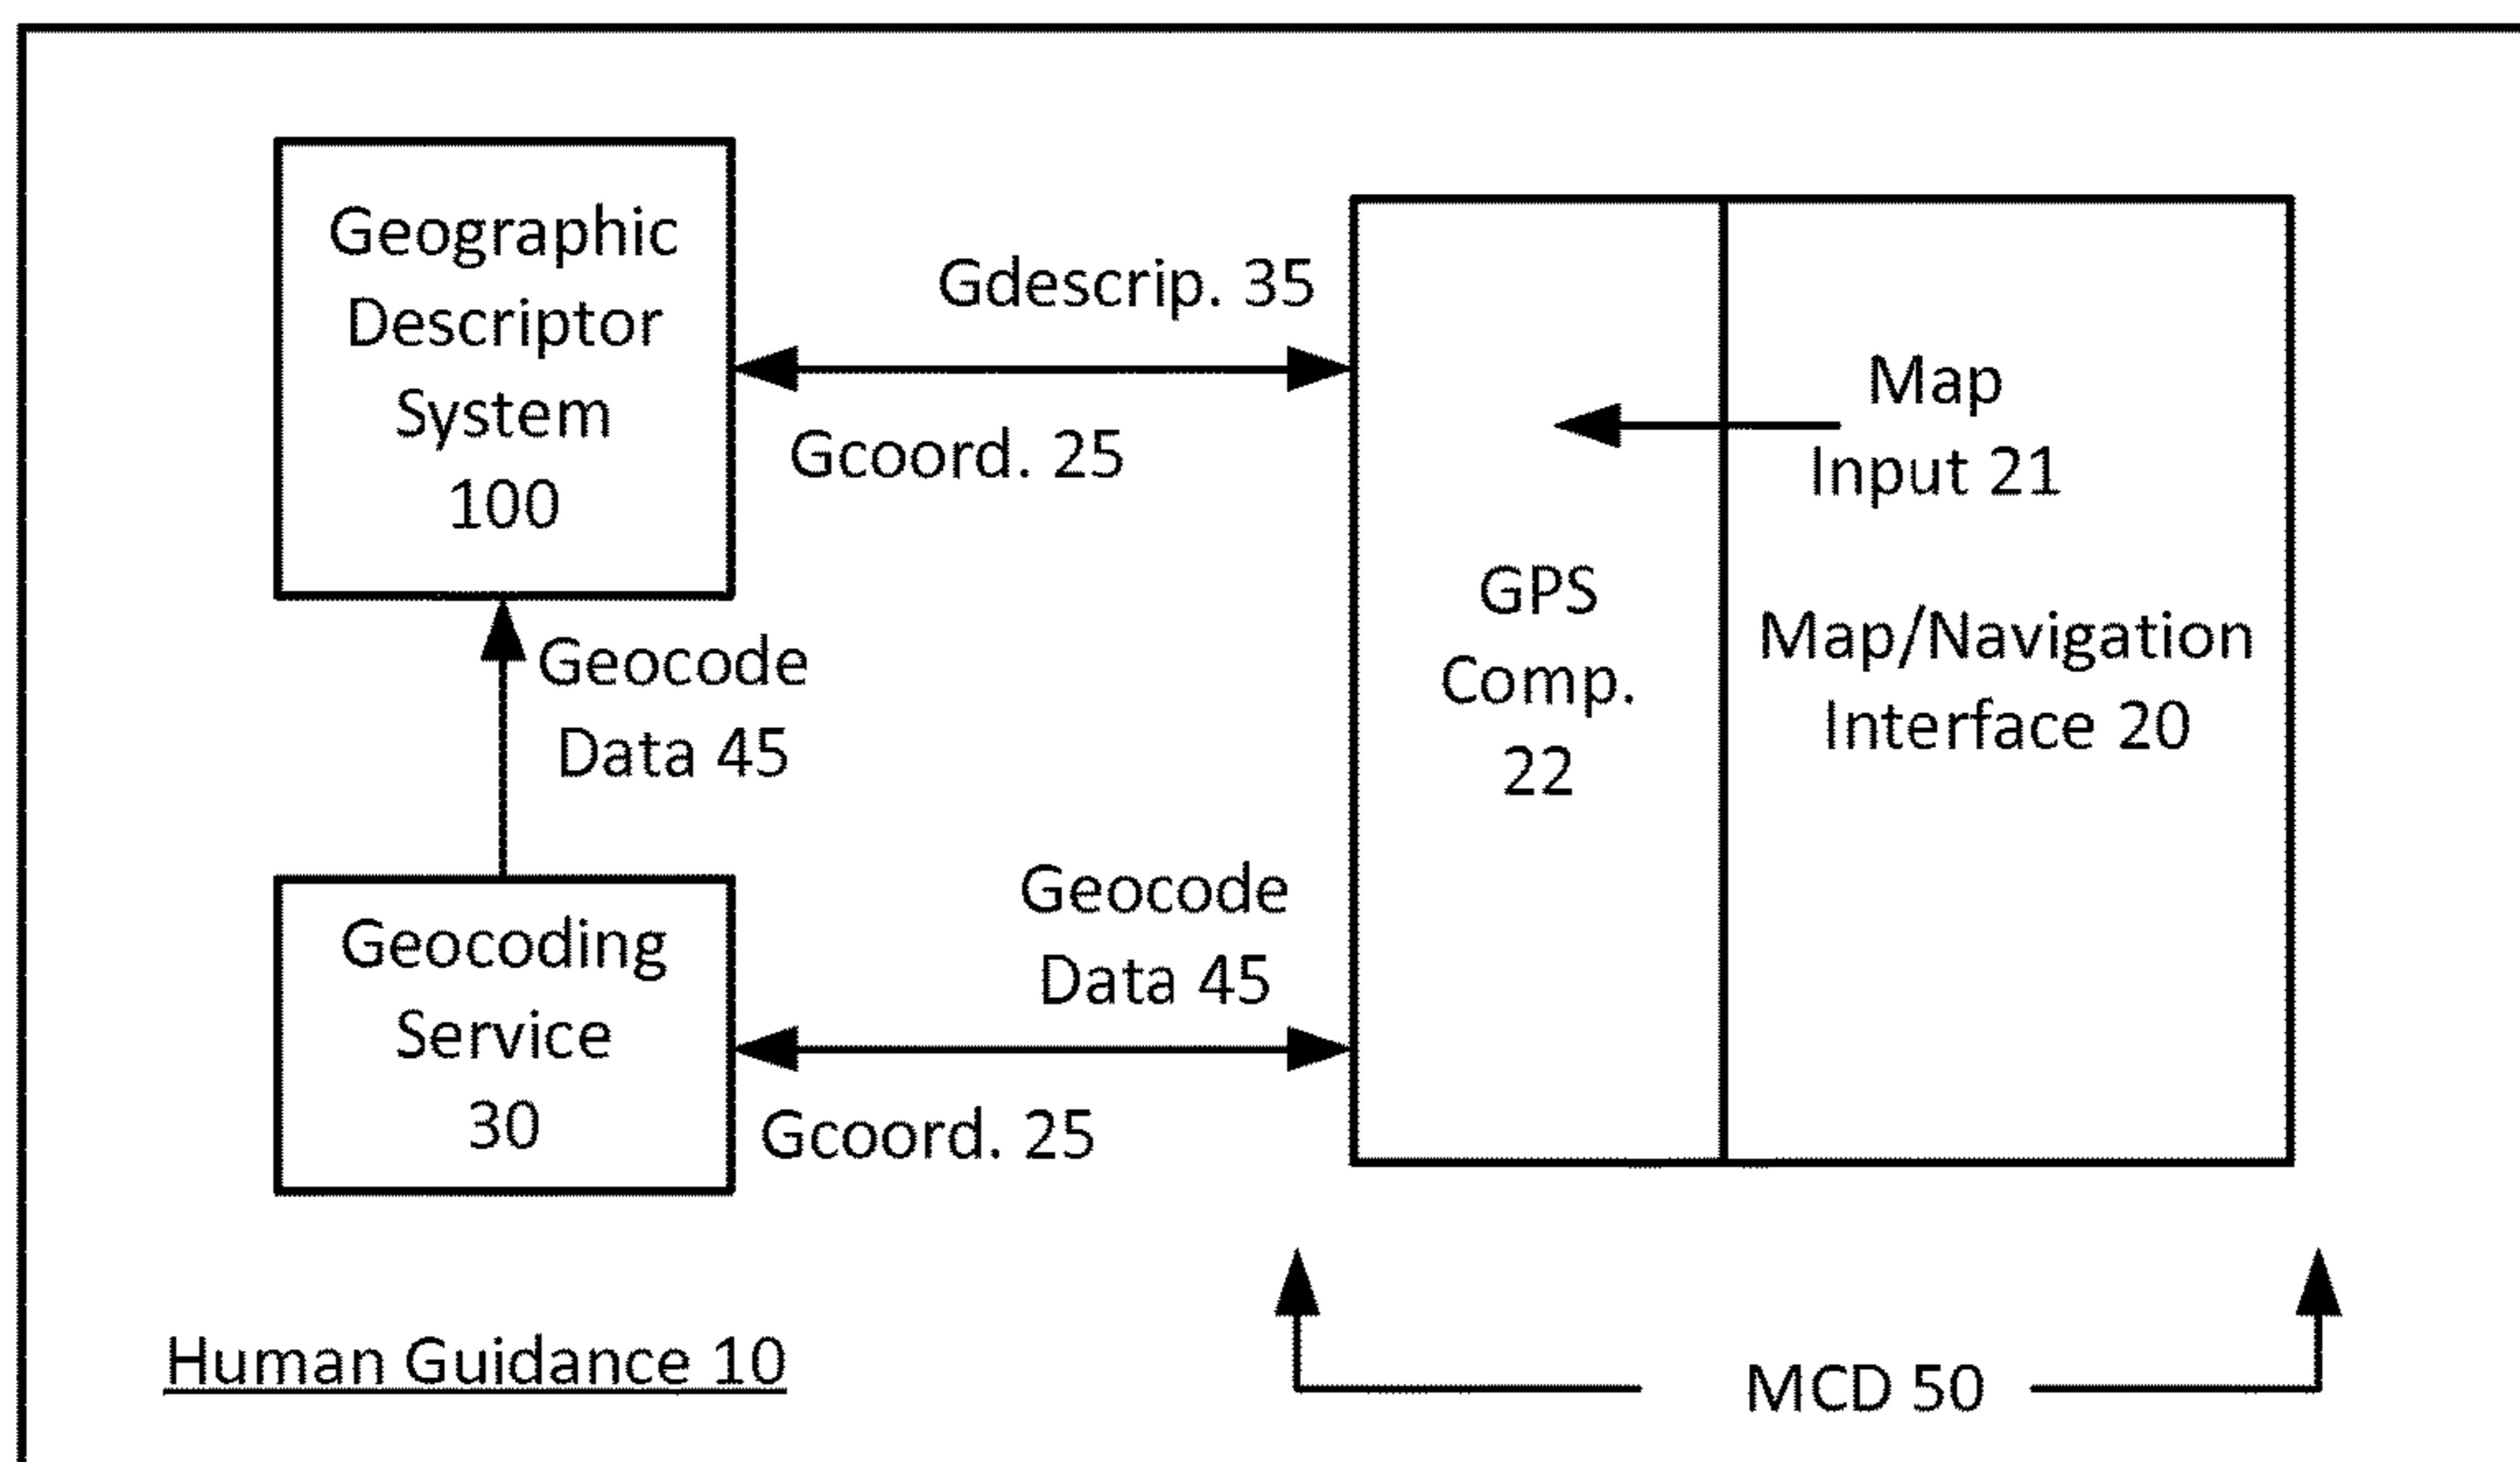 Geographic
Descriptor
System
100
Gdescrip. 35
Gcoord. 25
Map
Input 21
GPS
Comp.
22
Map/Navigation
Interface 20
Geocode
Data 45
Geocoding
Service
30
Geocode
Data 45
Gcoord. 25
Human Guidance 10
MCD 50